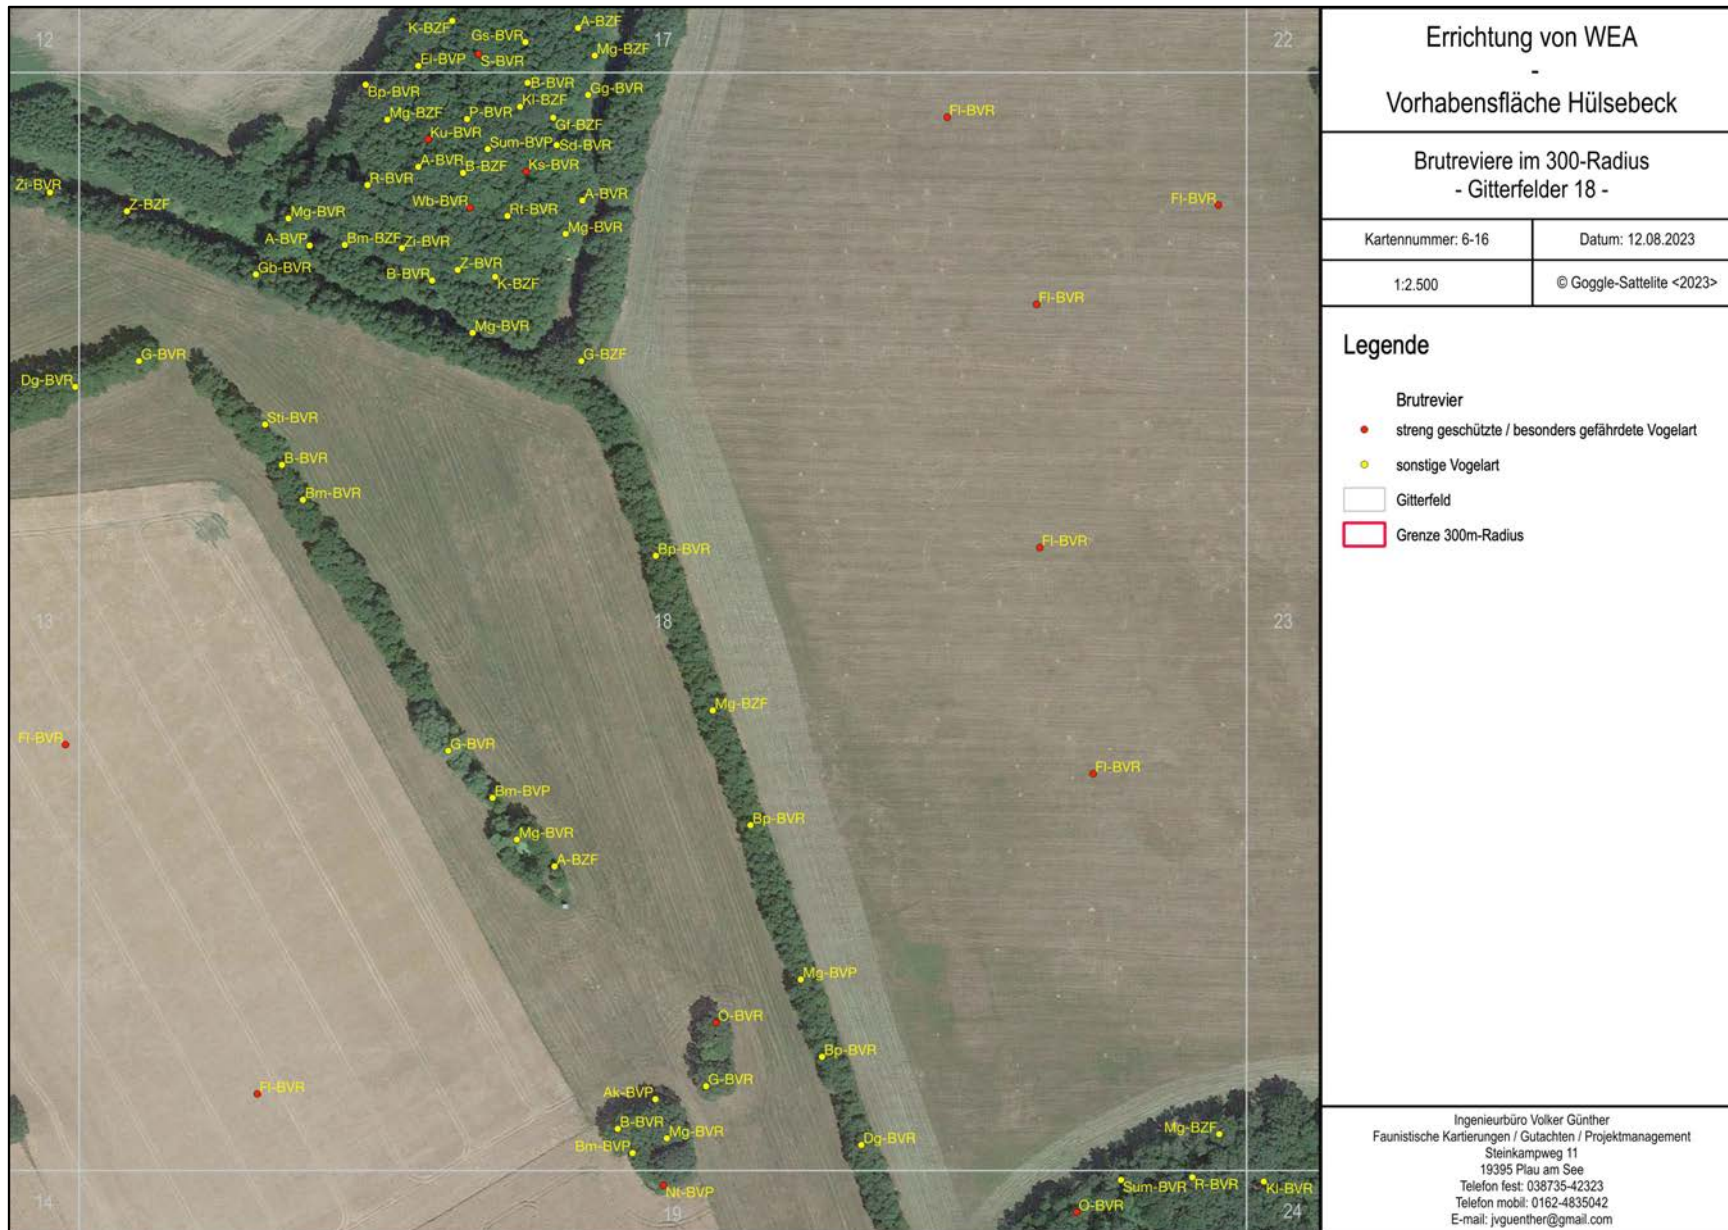 12
17
22
K-BZF
A-BZF
Gs-BVR
Mg-BZF
S-BVR
Ei-BVP
Bp-BVR
B-BVR
Gg-BVR
Kl-BZF
Mg-BZF
P-BVR
Gf-BZF
Fl-BVR
Ku-BVR
Sum-BVP
Sd-BVR
A-BVR
B-BZF
Ks-BVR
R-BVR
Zi-BVR
Z-BZF
Wb-BVR
Rt-BVR
A-BVR
Fl-BVR
Mg-BVR
Mg-BVR
A-BVP
Bm-BZF
Zi-BVR
Gb-BVR
B-BVR
Z-BVR
K-BZF
Fl-BVR
Mg-BVR
G-BVR
G-BZF
Dg-BVR
Sti-BVR
B-BVR
Bm-BVR
Bp-BVR
Fl-BVR
13
18
23
Mg-BZF
Fl-BVR
G-BVR
Fl-BVR
Bm-BVP
Bp-BVR
Mg-BVR
A-BZF
Mg-BVP
O-BVR
Bp-BVR
Fl-BVR
G-BVR
Ak-BVP
B-BVR
Mg-BVR
Bm-BVP
Dg-BVR
Mg-BZF
Nt-BVP
Sum-BVR
R-BVR
Kl-BVR
O-BVR
14
19
24
Errichtung von WEA
-
Vorhabensfläche Hülsebeck
Brutreviere im 300-Radius
- Gitterfelder 18 -
Kartennummer: 6-16
Datum: 12.08.2023
1:2.500
© Goggle-Sattelite <2023>
Legende
Brutrevier
streng geschützte / besonders gefährdete Vogelart
sonstige Vogelart
Gitterfeld
Grenze 300m-Radius
Ingenieurbüro Volker Günther
Faunistische Kartierungen / Gutachten / Projektmanagement
Steinkampweg 11
19395 Plau am See
Telefon fest: 038735-42323
Telefon mobil: 0162-4835042
E-mail: jvguenther@gmail.com